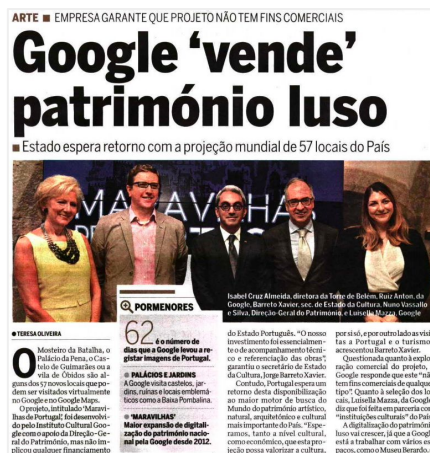 ARTE ■ EMPRESA GARANTE QUE PROJETO NÃO TEM FINS COMERCIAIS
Google ‘vende’
património luso
■ Estado espera retorno com a projeção mundial de 57 locais do País
MARAVILHAS
Isabel Cruz Almeida, diretora da Torre de Belém, Ruiz Anton, da
Google, Barreto Xavier, sec. de Estado da Cultura, Nuno Vassallo
e Silva, Direção-Geral do Património, e Luisella Mazza, Google
● TERESA OLIVEIRA
O Mosteiro da Batalha, o
Palácio da Pena, o Cas-
telo de Guimarães ou a
vila de Óbidos são al-
guns dos 57 novos locais que po-
dem ser visitados virtualmente
no Google e no Google Maps.
O projeto, intitulado ‘Maravi-
lhas de Portugal’, foi desenvolvi-
do pelo Instituto Cultural Goo-
gle com o apoio da Direção-Ge-
ral do Património, mas não im-
plicou qualquer financiamento
PORMENORES
62 é o número de
dias que a Google levou a re-
gistar imagens de Portugal.
● PALÁCIOS E JARDINS
A Google visita castelos, jar-
dins, ruínas e locais emblemá-
ticos como a Baixa Pombalina.
● ‘MARAVILHAS’
Maior expansão de digitali-
zação do património nacio-
nal pela Google desde 2012.
do Estado Português. “O nosso
investimento foi essencialmen-
te o de acompanhamento técni-
co e referenciação das obras”,
garantiu o secretário de Estado
da Cultura, Jorge Barreto Xavier.
Contudo, Portugal espera um
retorno desta disponibilização
ao maior motor de busca do
Mundo do património artístico,
natural, arquitetónico e cultural
mais importante do País. “Espe-
ramos, tanto a nível cultural,
como económico, que esta pro-
jeção possa valorizar a cultura,
por si só, e por outro lado as visi-
tas a Portugal e o turismo
acrescentou Barreto Xavier.
Questionada quanto à explo-
ração comercial do projeto,
Google responde que este “nã
tem fins comerciais de qualque
tipo”. Quanto à seleção dos lo
cais, Luisella Mazza, da Google
diz que foi feita em parceria co
“instituições culturais” do País
A digitalização do patrimóni
luso vai crescer, já que a Googl
está a trabalhar com vários es
paços, como o Museu Berardo.